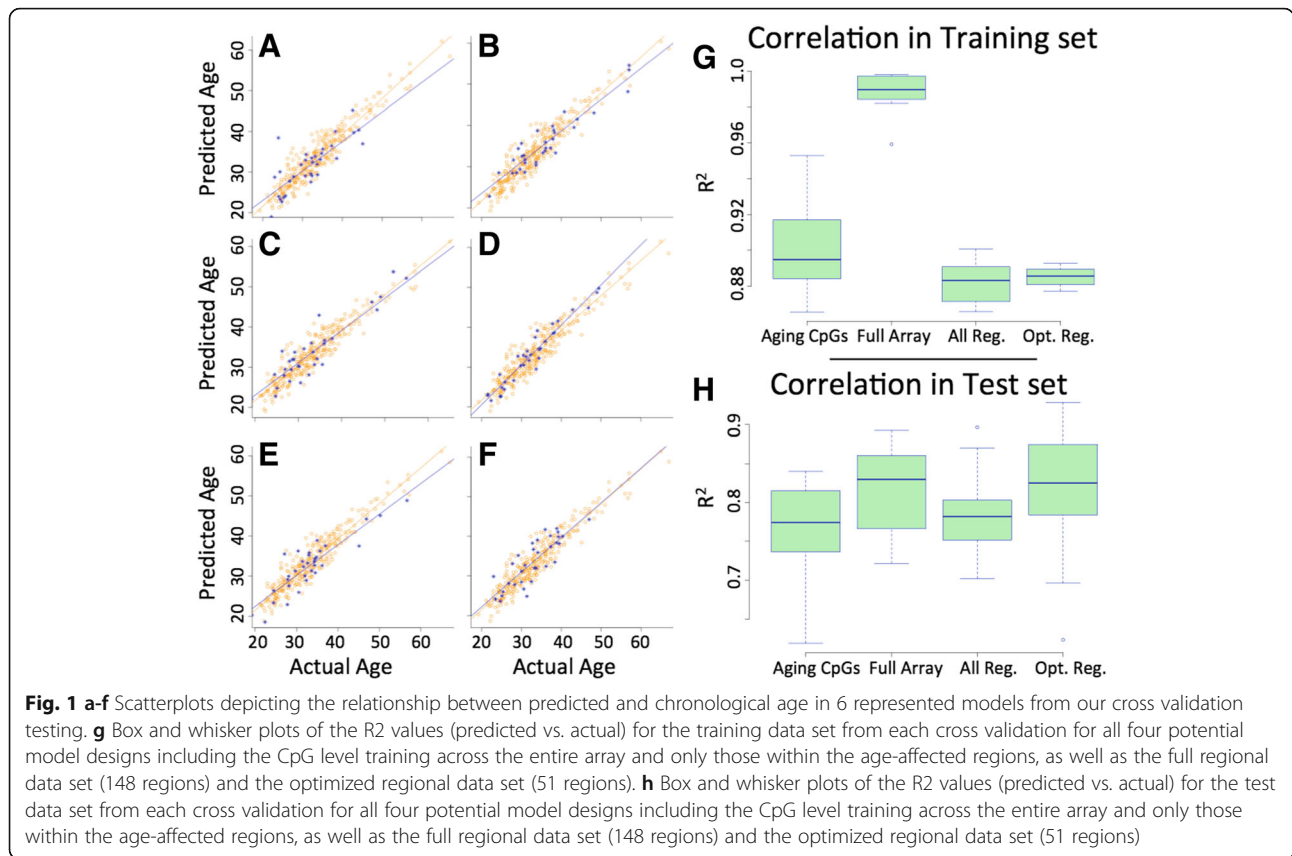 A
B
60
50
40
30
20
Predicted Age
C
D
60
50
40
30
20
Predicted Age
E
F
60
50
40
30
20
Predicted Age
20 30 40 50 60
20 30 40 50 60
Actual Age
Actual Age
G
Correlation in Training set
1.0
0.96
0.92
0.88
R2
Aging CpGs Full Array All Reg. Opt. Reg.
H
Correlation in Test set
0.9
0.8
0.7
R2
Aging CpGs Full Array All Reg. Opt. Reg.
Fig. 1 a-f Scatterplots depicting the relationship between predicted and chronological age in 6 represented models from our cross validation
testing. g Box and whisker plots of the R2 values (predicted vs. actual) for the training data set from each cross validation for all four potential
model designs including the CpG level training across the entire array and only those within the age-affected regions, as well as the full regional
data set (148 regions) and the optimized regional data set (51 regions). h Box and whisker plots of the R2 values (predicted vs. actual) for the test
data set from each cross validation for all four potential model designs including the CpG level training across the entire array and only those
within the age-affected regions, as well as the full regional data set (148 regions) and the optimized regional data set (51 regions)